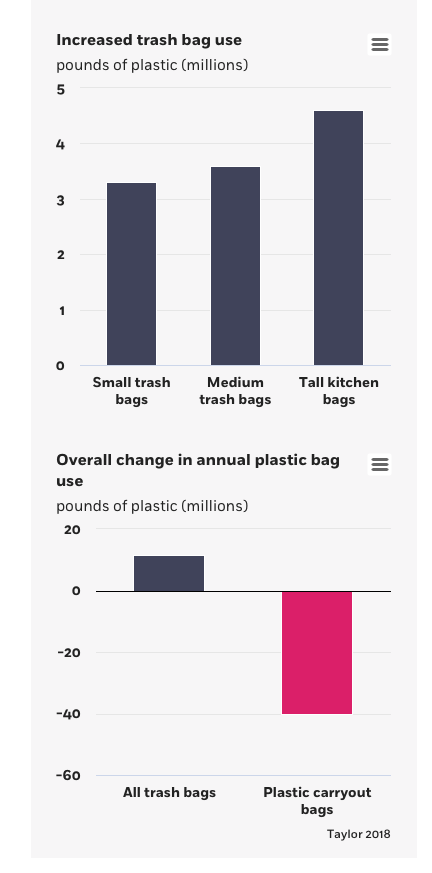 Increased trash bag use
pounds of plastic (millions)
5
4
3
2
1
0
Small trash bags
Medium trash bags
Tall kitchen bags
Overall change in annual plastic bag
use
pounds of plastic (millions)
20
0
−20
−40
−60
All trash bags
Plastic carryout bags
Taylor 2018